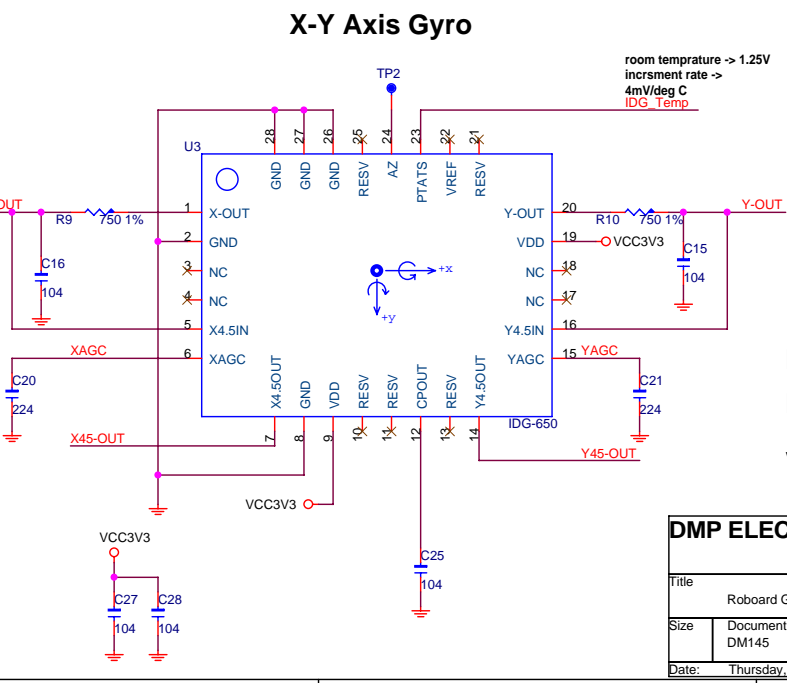 X-Y Axis Gyro
room temprature -> 1.25V
incrsment rate ->
4mV/deg C
IDG_Temp
TP2
U3
28
27
26
25
24
23
22
21
GND
GND
GND
RESV
AZ
PTATS
VREF
RESV
OUT
R9
750 1%
1
X-OUT
Y-OUT
20
R10
750 1%
Y-OUT
2
GND
VDD
19
VCC3V3
C16
104
3
NC
NC
18
C15
104
+x
4
NC
NC
17
+y
5
X4.5IN
Y4.5IN
16
XAGC
6
XAGC
YAGC
15
YAGC
C20
224
C21
224
X4.5OUT
GND
VDD
RESV
RESV
CPOUT
RESV
Y4.5OUT
IDG-650
7
8
9
10
11
12
13
14
X45-OUT
Y45-OUT
VCC3V3
VCC3V3
C25
104
C27
104
C28
104
DMP ELEC
Title
Roboard G
Size
Document
DM145
Date:
Thursday,